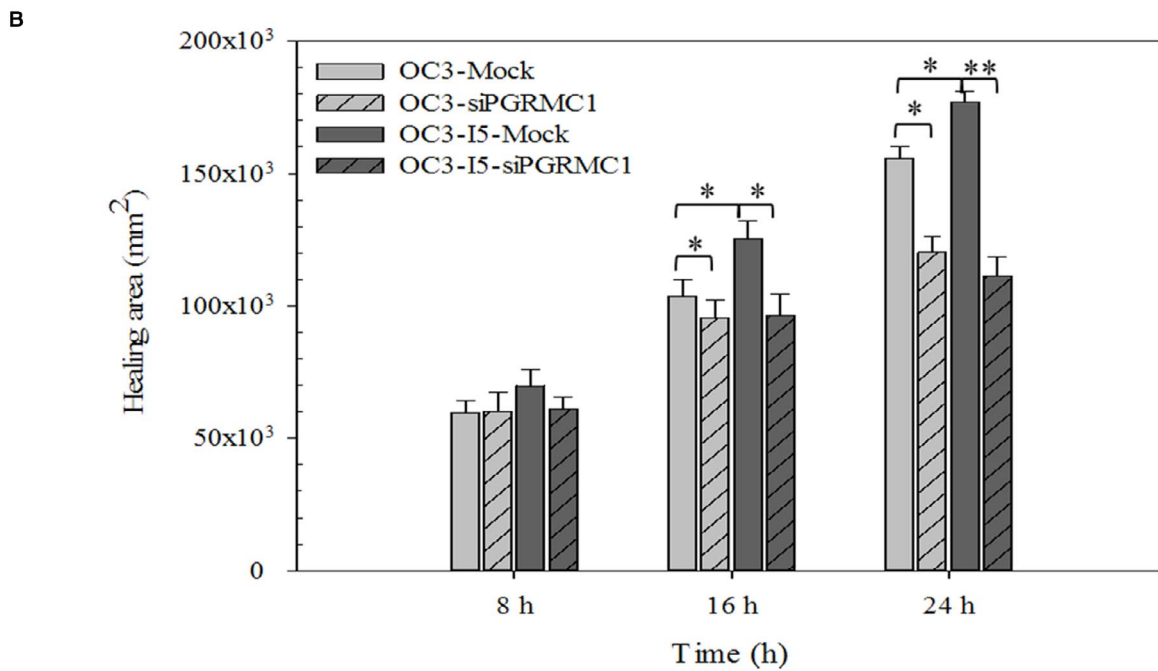 B
200x10³
150x10³
100x10³
50x10³
0
Healing area (mm²)
OC3-Mock
OC3-siPGRMC1
OC3-I5-Mock
OC3-I5-siPGRMC1
* *
*
* **
*
8 h 16 h 24 h
Time (h)